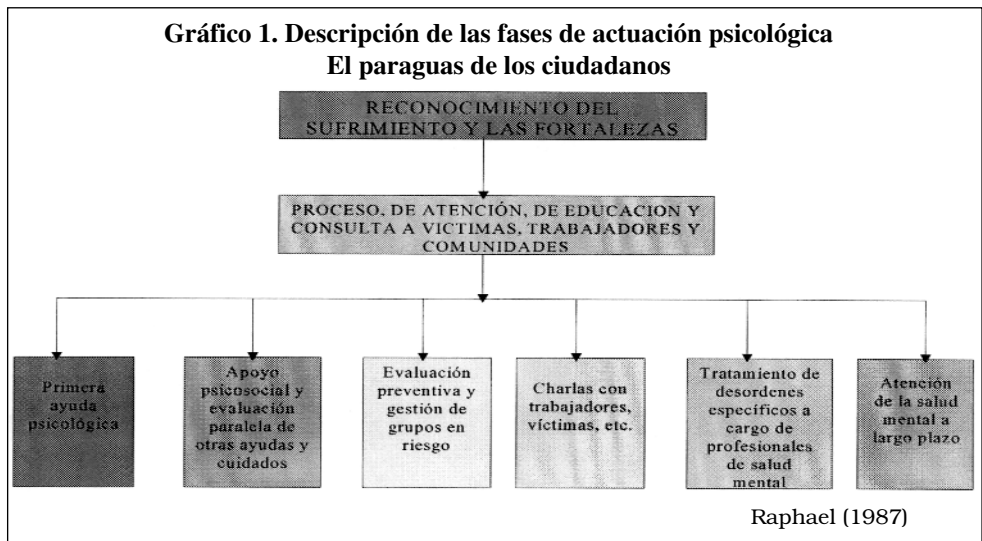 Gráfico 1. Descripción de las fases de actuación psicológica
El paraguas de los ciudadanos
RECONOCIMIENTO DEL
SUFRIMIENTO Y LAS FORTALEZAS
PROCESO, DE ATENCIÓN, DE EDUCACION Y
CONSULTA A VICTIMAS, TRABAJADORES Y
COMUNIDADES
Primera
ayuda
psicológica
Apoyo
psicosocial y
evaluación
paralela de
otras ayudas y
cuidados
Evaluación
preventiva y
gestión de
grupos en
riesgo
Charlas con
trabajadores,
víctimas, etc.
Tratamiento de
desordenes
específicos a
cargo de
profesionales
de salud
mental
Atención
de la salud
mental a
largo plazo
Raphael (1987)